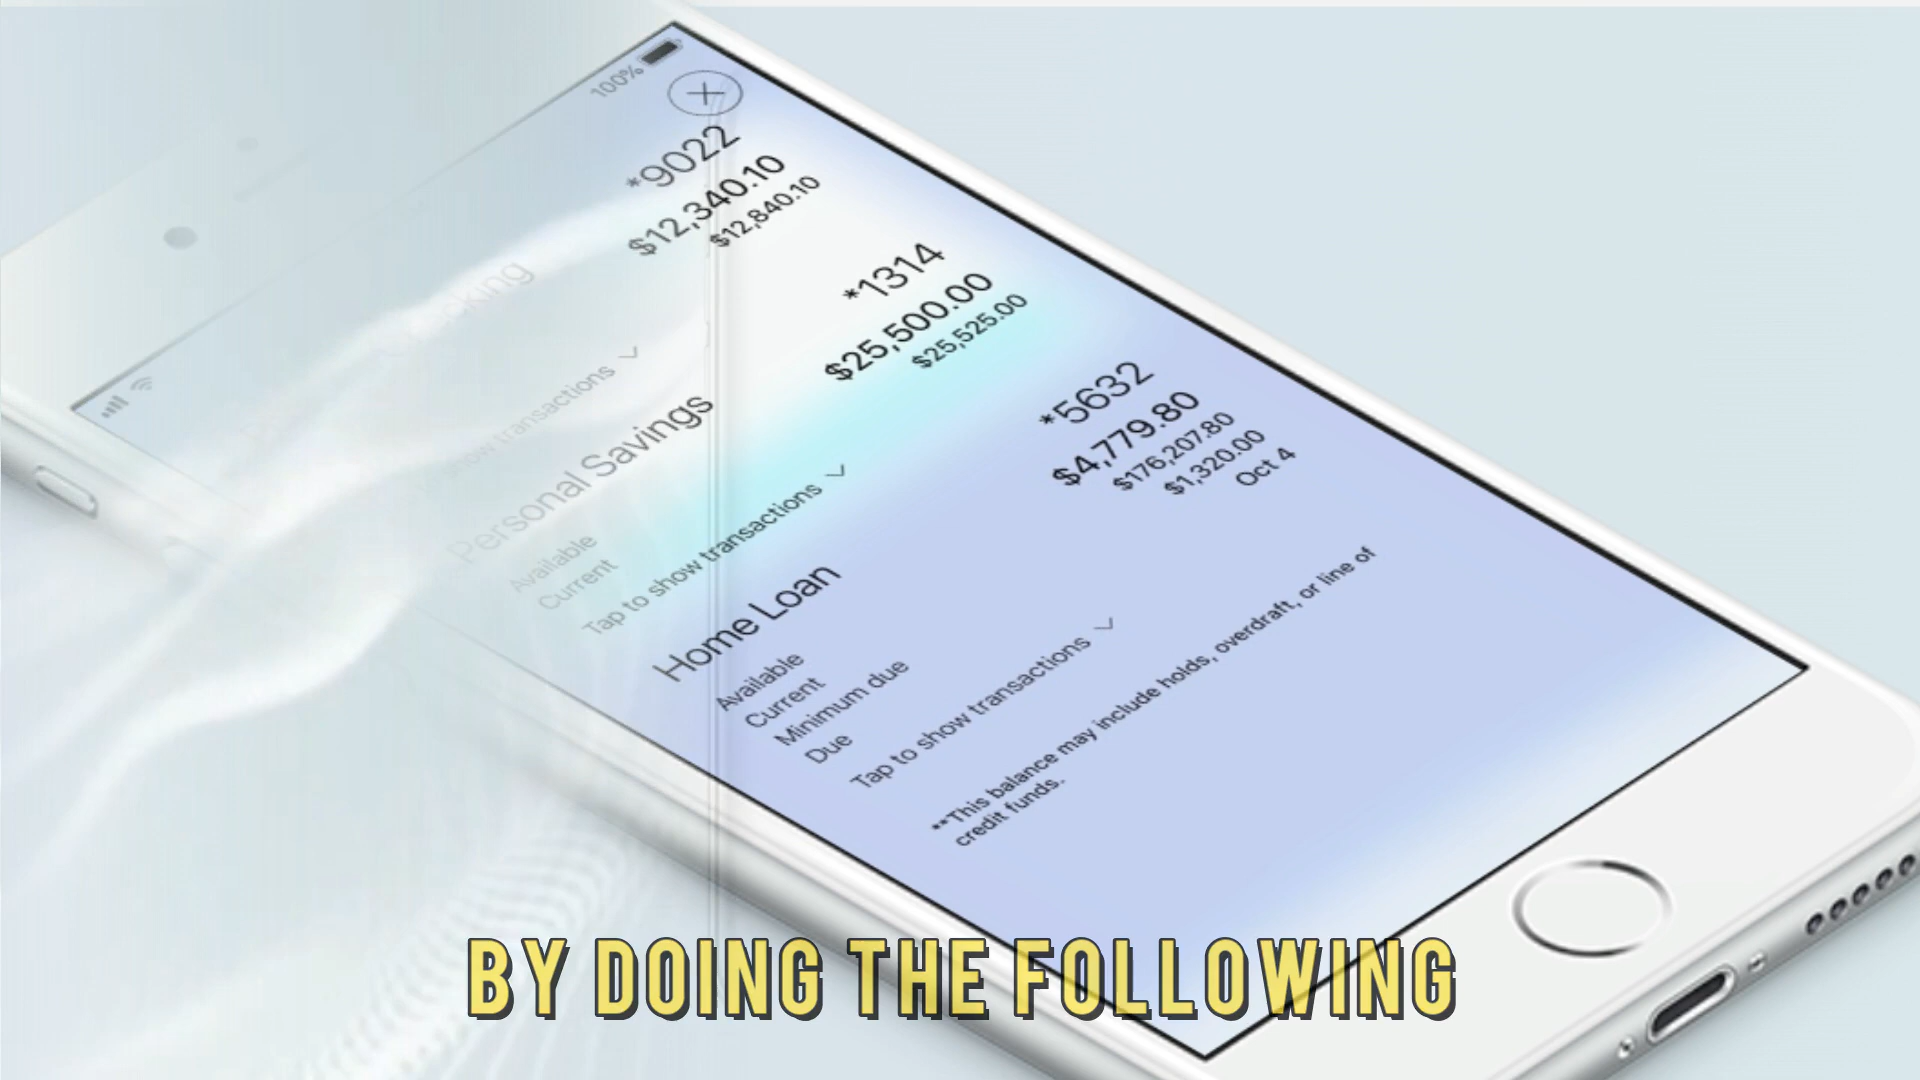 100%
*9022
$12,340.10
$12,840.10
show transactions
Personal Savings
*1314
Available
$25,500.00
Current
$25,525.00
Tap to show transactions
Home Loan
*5632
Available
$4,779.80
Current
$176,207.80
Minimum due
$1,320.00
Due
Oct 4
Tap to show transactions
**This balance may include holds, overdraft, or line of
credit funds.
BY DOING THE FOLLOWING